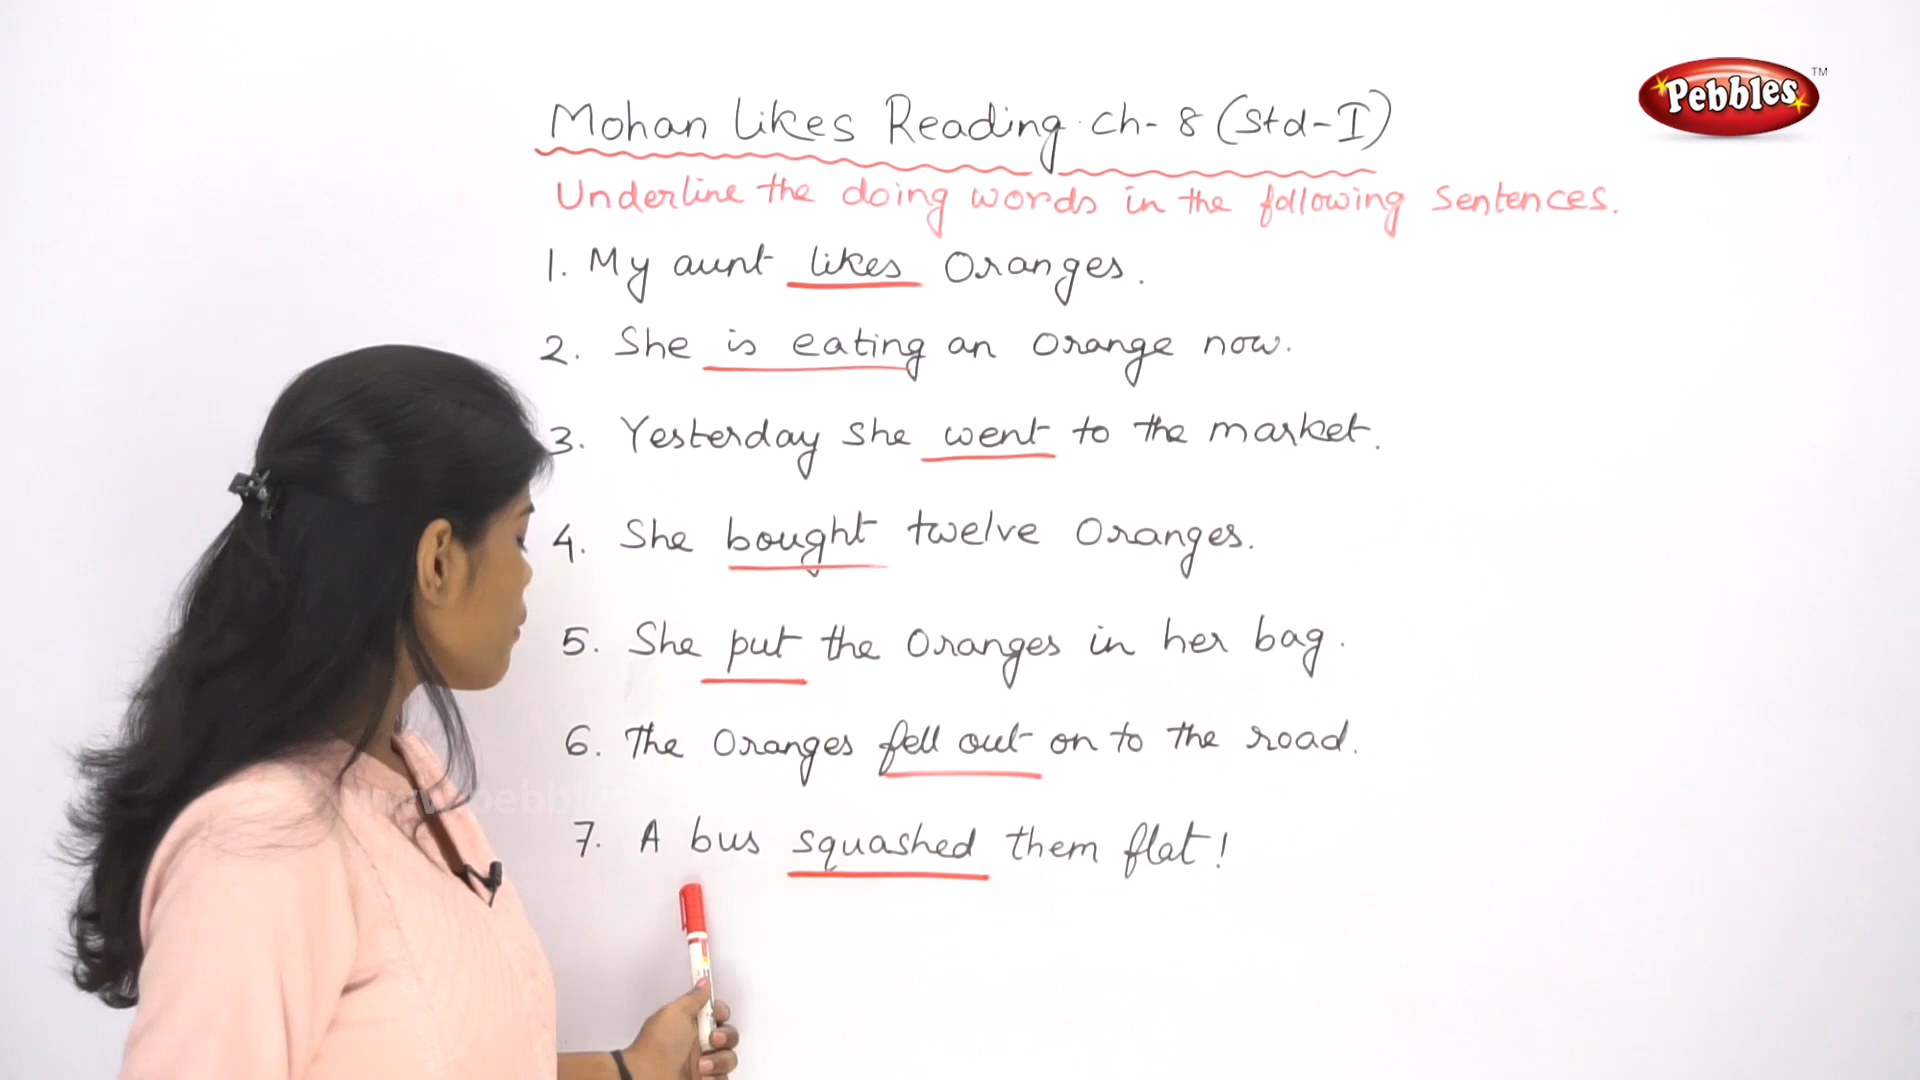 Pebbles TM
Mohan Likes Reading. Ch- 8 (Std-I)
Underline the doing words in the following sentences.
1. My aunt likes Oranges.
2. She is eating an Orange now.
3. Yesterday she went to the market.
4. She bought twelve Oranges.
5. She put the Oranges in her bag.
6. The Oranges fell out on to the road.
7. A bus squashed them flat!